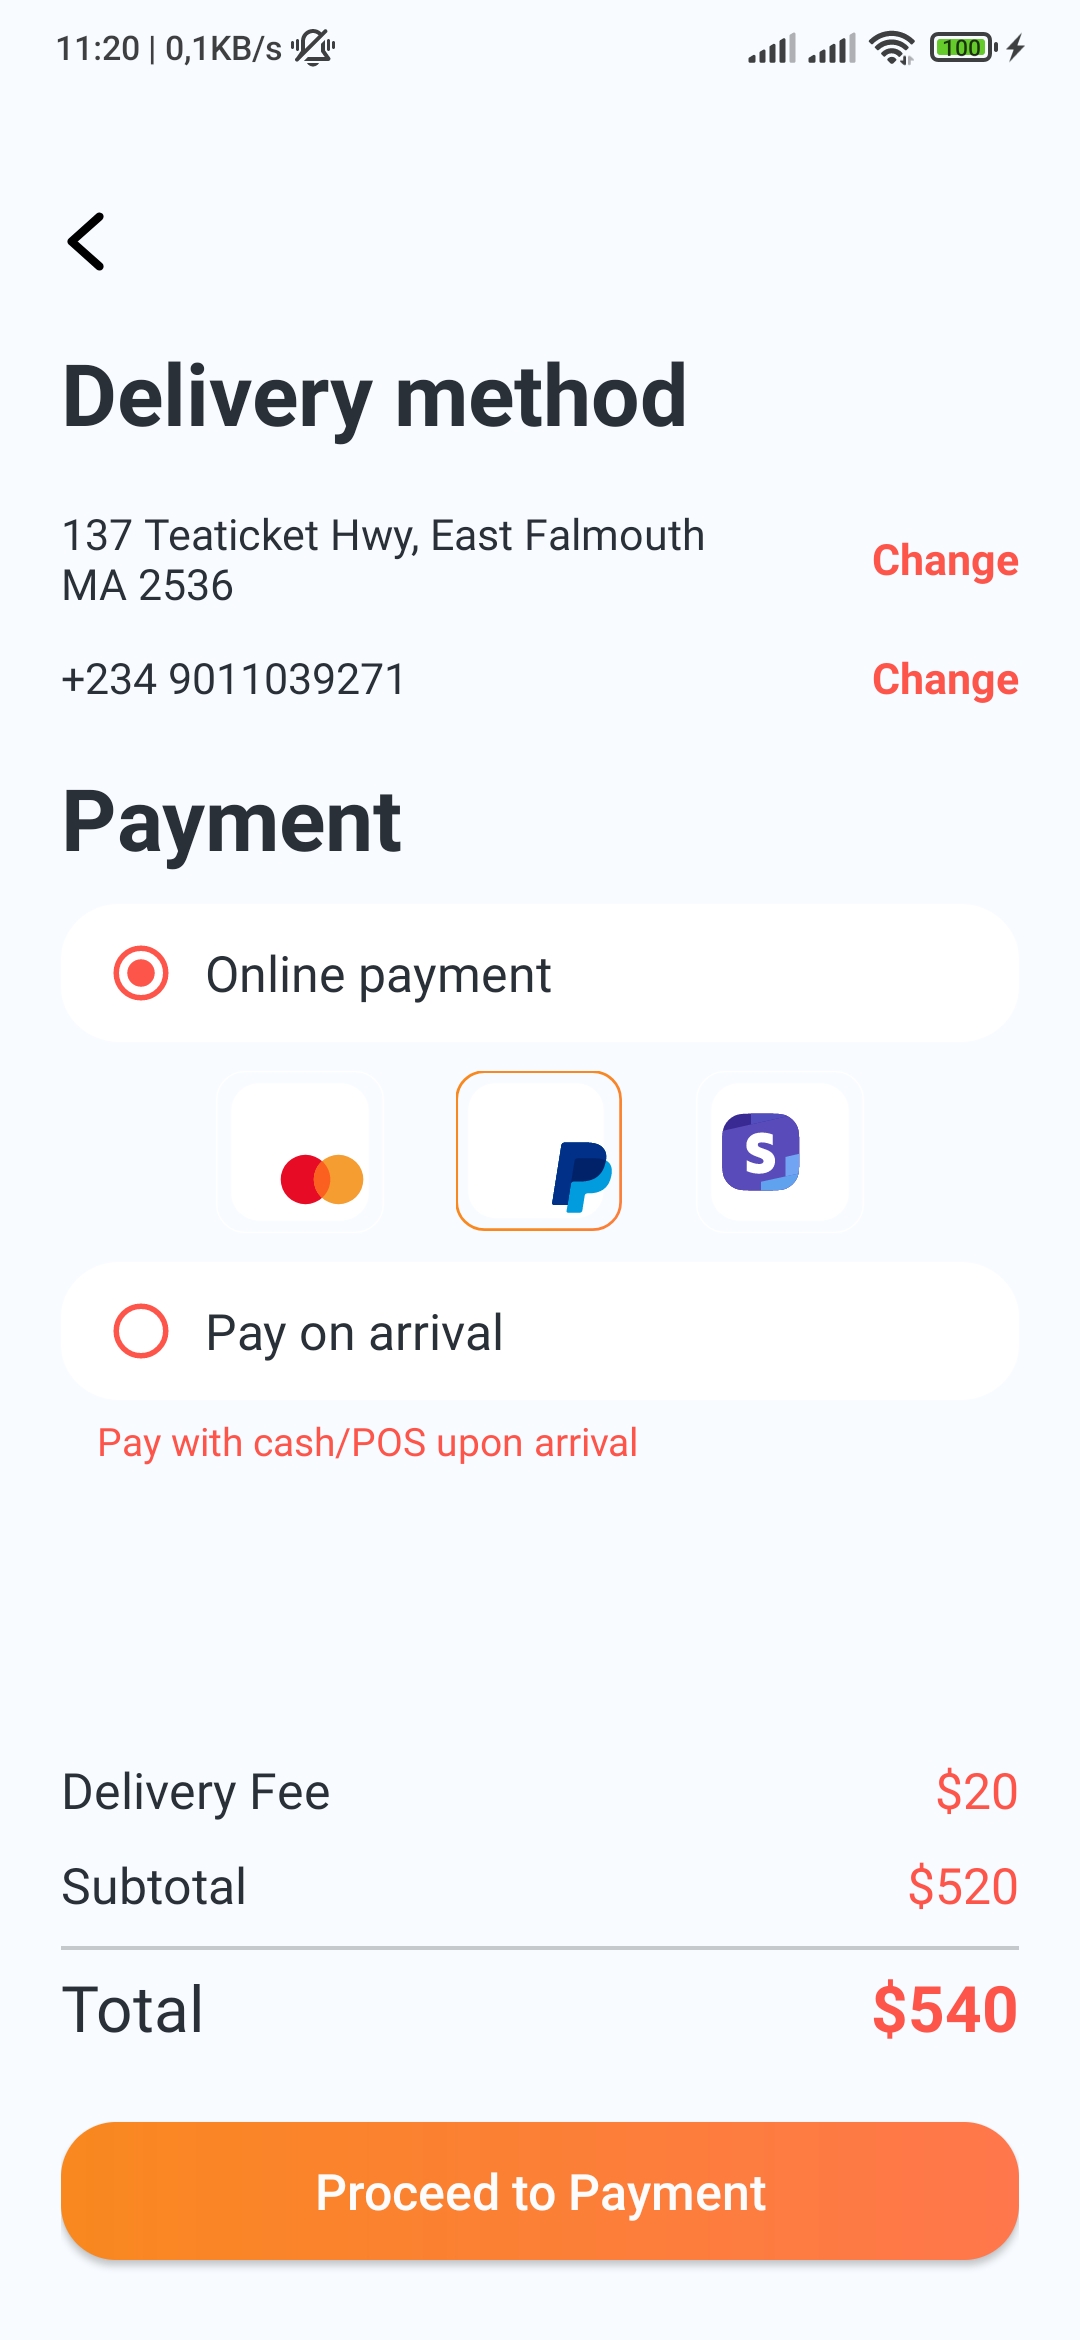 11:20 | 0,1KB/s
100
Delivery method
137 Teaticket Hwy, East Falmouth
MA 2536
Change
+234 9011039271
Change
Payment
Online payment
S
Pay on arrival
Pay with cash/POS upon arrival
Delivery Fee
$20
Subtotal
$520
Total
$540
Proceed to Payment